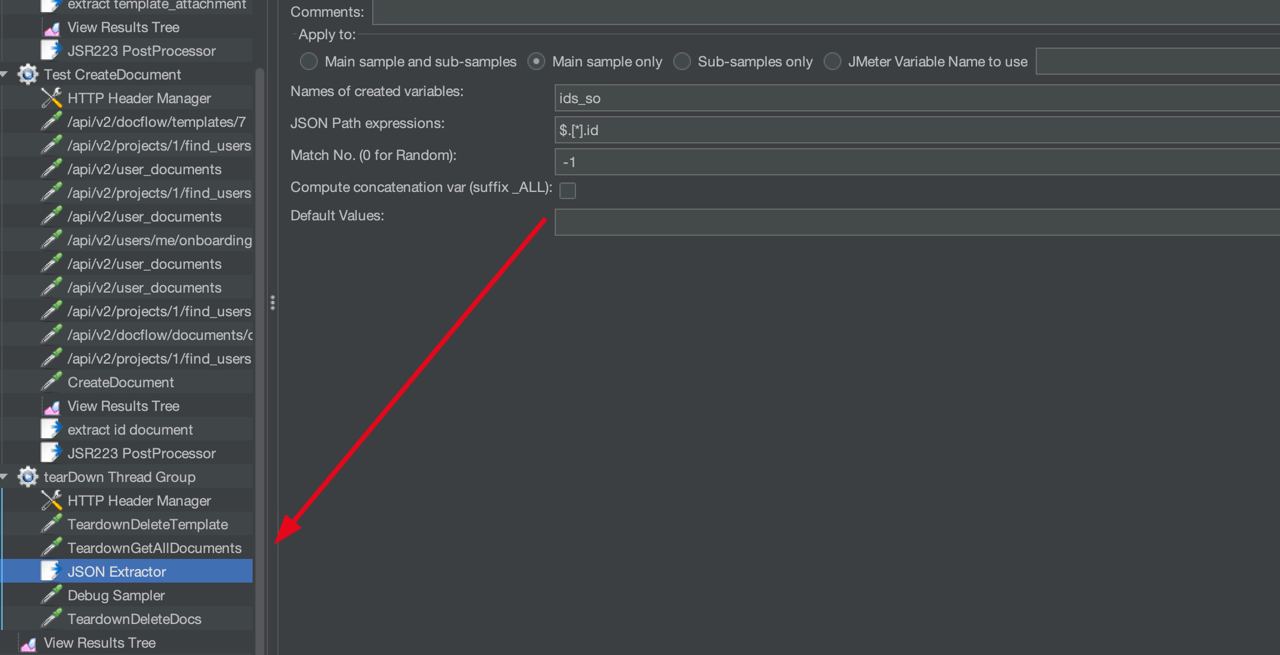 extract template_attachment
View Results Tree
JSR223 PostProcessor
Test CreateDocument
HTTP Header Manager
/api/v2/docflow/templates/7
/api/v2/projects/1/find_users
/api/v2/user_documents
/api/v2/projects/1/find_users
/api/v2/user_documents
/api/v2/users/me/onboarding
/api/v2/user_documents
/api/v2/user_documents
/api/v2/projects/1/find_users
/api/v2/docflow/documents/c
/api/v2/projects/1/find_users
CreateDocument
View Results Tree
extract id document
JSR223 PostProcessor
tearDown Thread Group
HTTP Header Manager
TeardownDeleteTemplate
TeardownGetAllDocuments
JSON Extractor
Debug Sampler
TeardownDeleteDocs
View Results Tree
Comments:
Apply to:
Main sample and sub-samples Main sample only Sub-samples only JMeter Variable Name to use
Names of created variables: ids_so
JSON Path expressions: $.[*].id
Match No. (0 for Random): -1
Compute concatenation var (suffix _ALL):
Default Values: